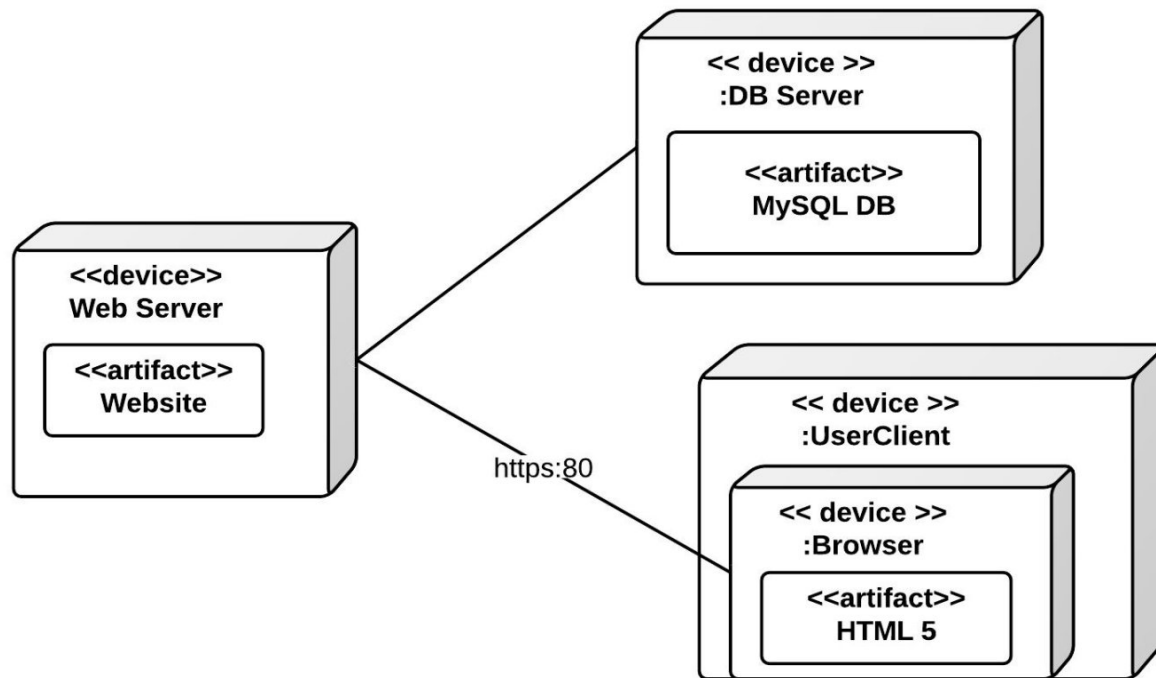 << device >>
:DB Server
<<artifact>>
MySQL DB
<<device>>
Web Server
<<artifact>>
Website
https:80
<< device >>
:UserClient
<< device >>
:Browser
<<artifact>>
HTML 5